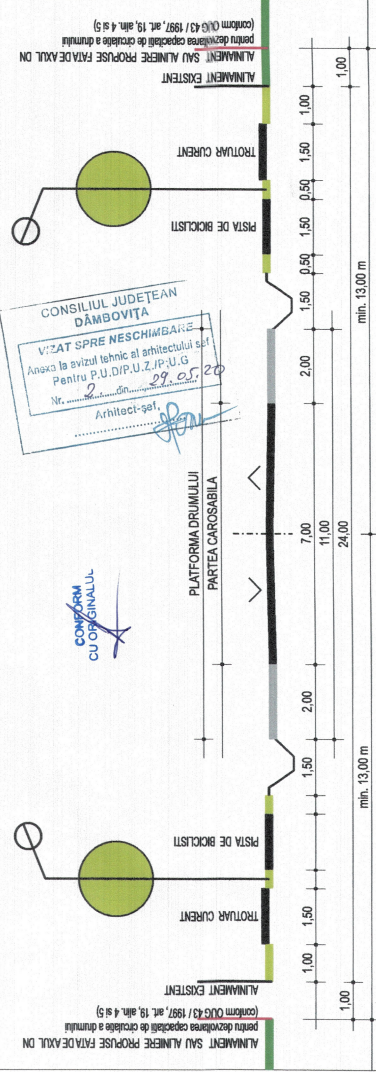 ALINIAMENT SAU ALINIERE PROPUSE FATA DE AXUL DN
pentru dezvoltarea capacitatii de circulatie a drumului
(conform OUG 43 / 1997, art. 19, alin. 4 si 5)
ALINIAMENT EXISTENT
TROTUAR CURENT
PISTA DE BICICLISTI
CONFORM
CU ORIGINALUL
PLATFORMA DRUMULUI
PARTEA CAROSABILA
CONSILIUL JUDEȚEAN
DÂMBOVIȚA
VIZAT SPRE NESCHIMBARE
Anexa la avizul tehnic al arhitectului șef
Pentru P.U.D/P.U.Z./P.U.G
Nr. 2 din 29.05.20
Arhitect-șef,
PISTA DE BICICLISTI
TROTUAR CURENT
ALINIAMENT EXISTENT
ALINIAMENT SAU ALINIERE PROPUSE FATA DE AXUL DN
pentru dezvoltarea capacitatii de circulatie a drumului
(conform OUG 43 / 1997, art. 19, alin. 4 si 5)
1,00 1,00 1,50 1,50 2,00 7,00 2,00 1,50 0,50 1,50 0,50 1,50 1,00 1,00
11,00
24,00
min. 13,00 m min. 13,00 m